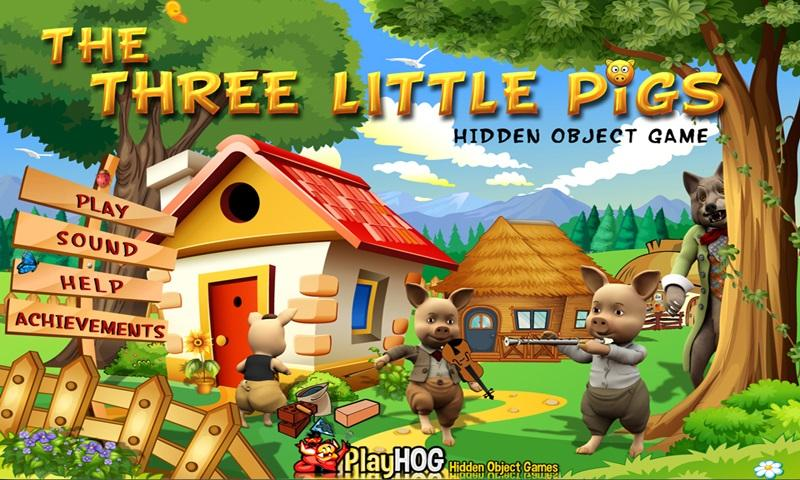 THE
THREE LITTLE PIGS
HIDDEN OBJECT GAME
PLAY
SOUND
HELP
ACHIEVEMENTS
PlayHOG Hidden Object Games